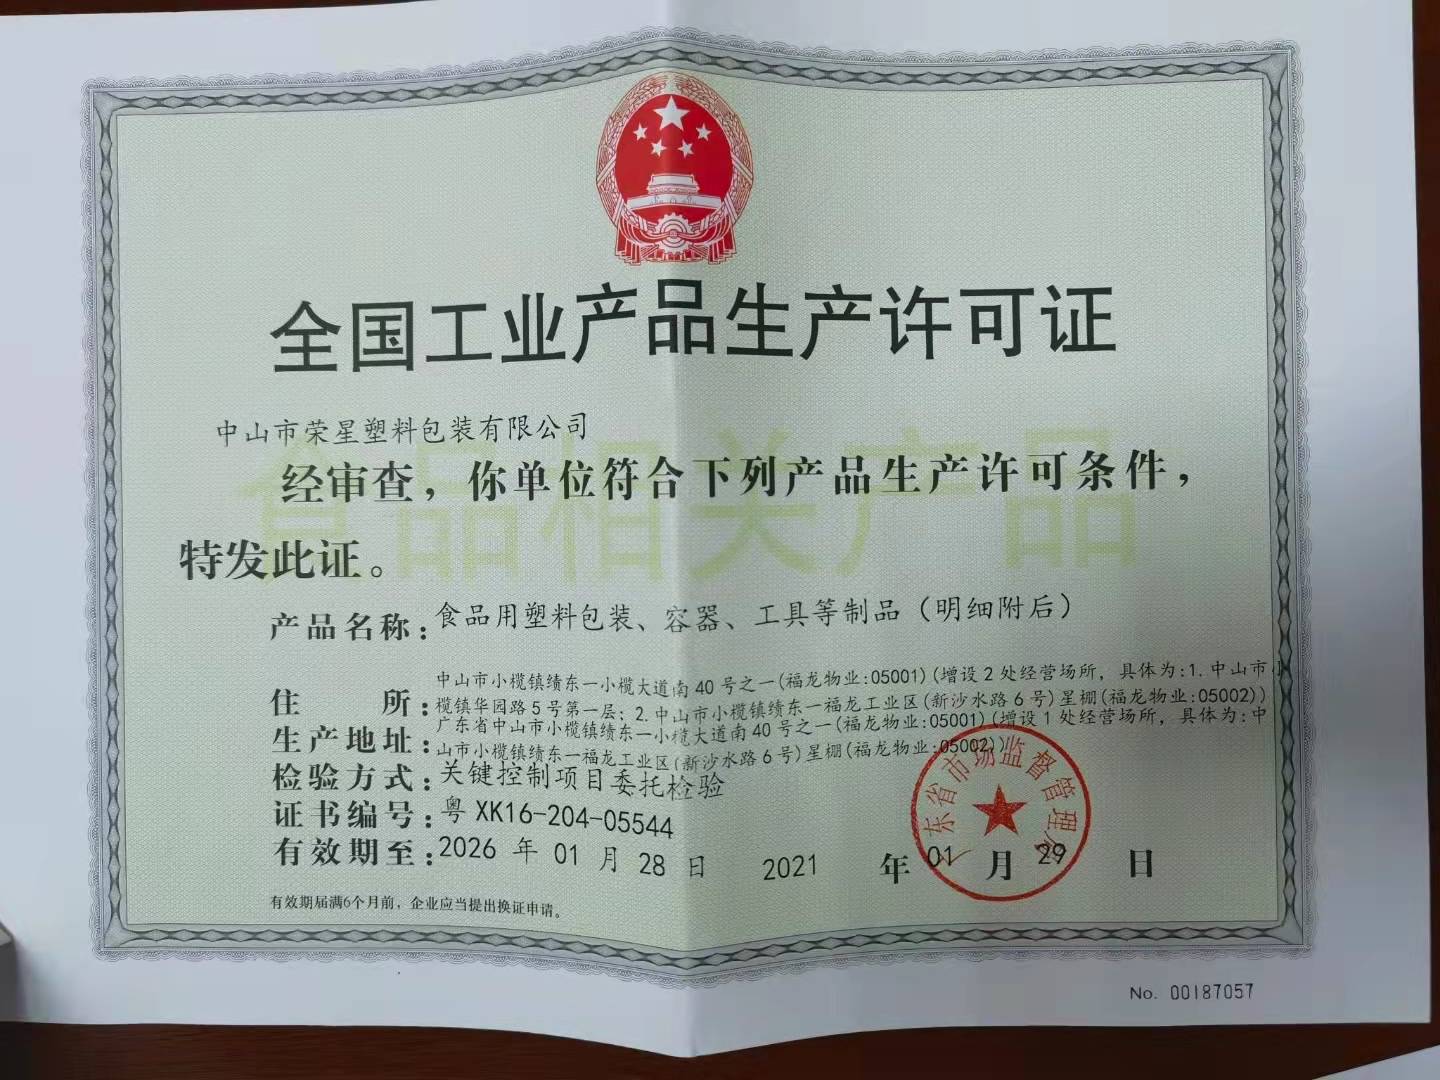 全国工业产品生产许可证
中山市荣星塑料包装有限公司
食品相关产品
经审查，你单位符合下列产品生产许可条件，
特发此证。
产品名称：食品用塑料包装、容器、工具等制品（明细附后）
住所：中山市小榄镇绩东一小榄大道南40号之一(福龙物业:05001)(增设2处经营场所，具体为:1.中山市小
榄镇华园路5号第一层；2.中山市小榄镇绩东一福龙工业区(新沙水路6号)星棚(福龙物业:05002))
生产地址：广东省中山市小榄镇绩东一小榄大道南40号之一(福龙物业:05001)(增设1处经营场所，具体为:中
山市小榄镇绩东一福龙工业区(新沙水路6号)星棚(福龙物业:05002))
检验方式：关键控制项目委托检验
证书编号：粤XK16-204-05544
有效期至：2026年01月28日
2021年01月29日
广东省市场监督管理局
有效期届满6个月前，企业应当提出换证申请。
No. 00187057